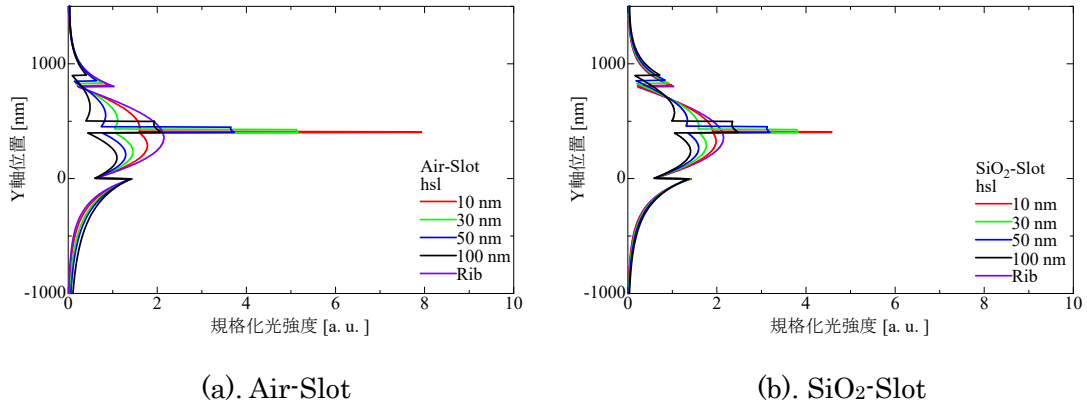 Y軸位置 [nm]
1000
0
-1000
Air-Slot
hsl
10 nm
30 nm
50 nm
100 nm
Rib
0 2 4 6 8 10
規格化光強度 [a. u. ]
(a). Air-Slot
Y軸位置 [nm]
1000
0
-1000
SiO₂-Slot
hsl
10 nm
30 nm
50 nm
100 nm
Rib
0 2 4 6 8 10
規格化光強度 [a. u. ]
(b). SiO₂-Slot